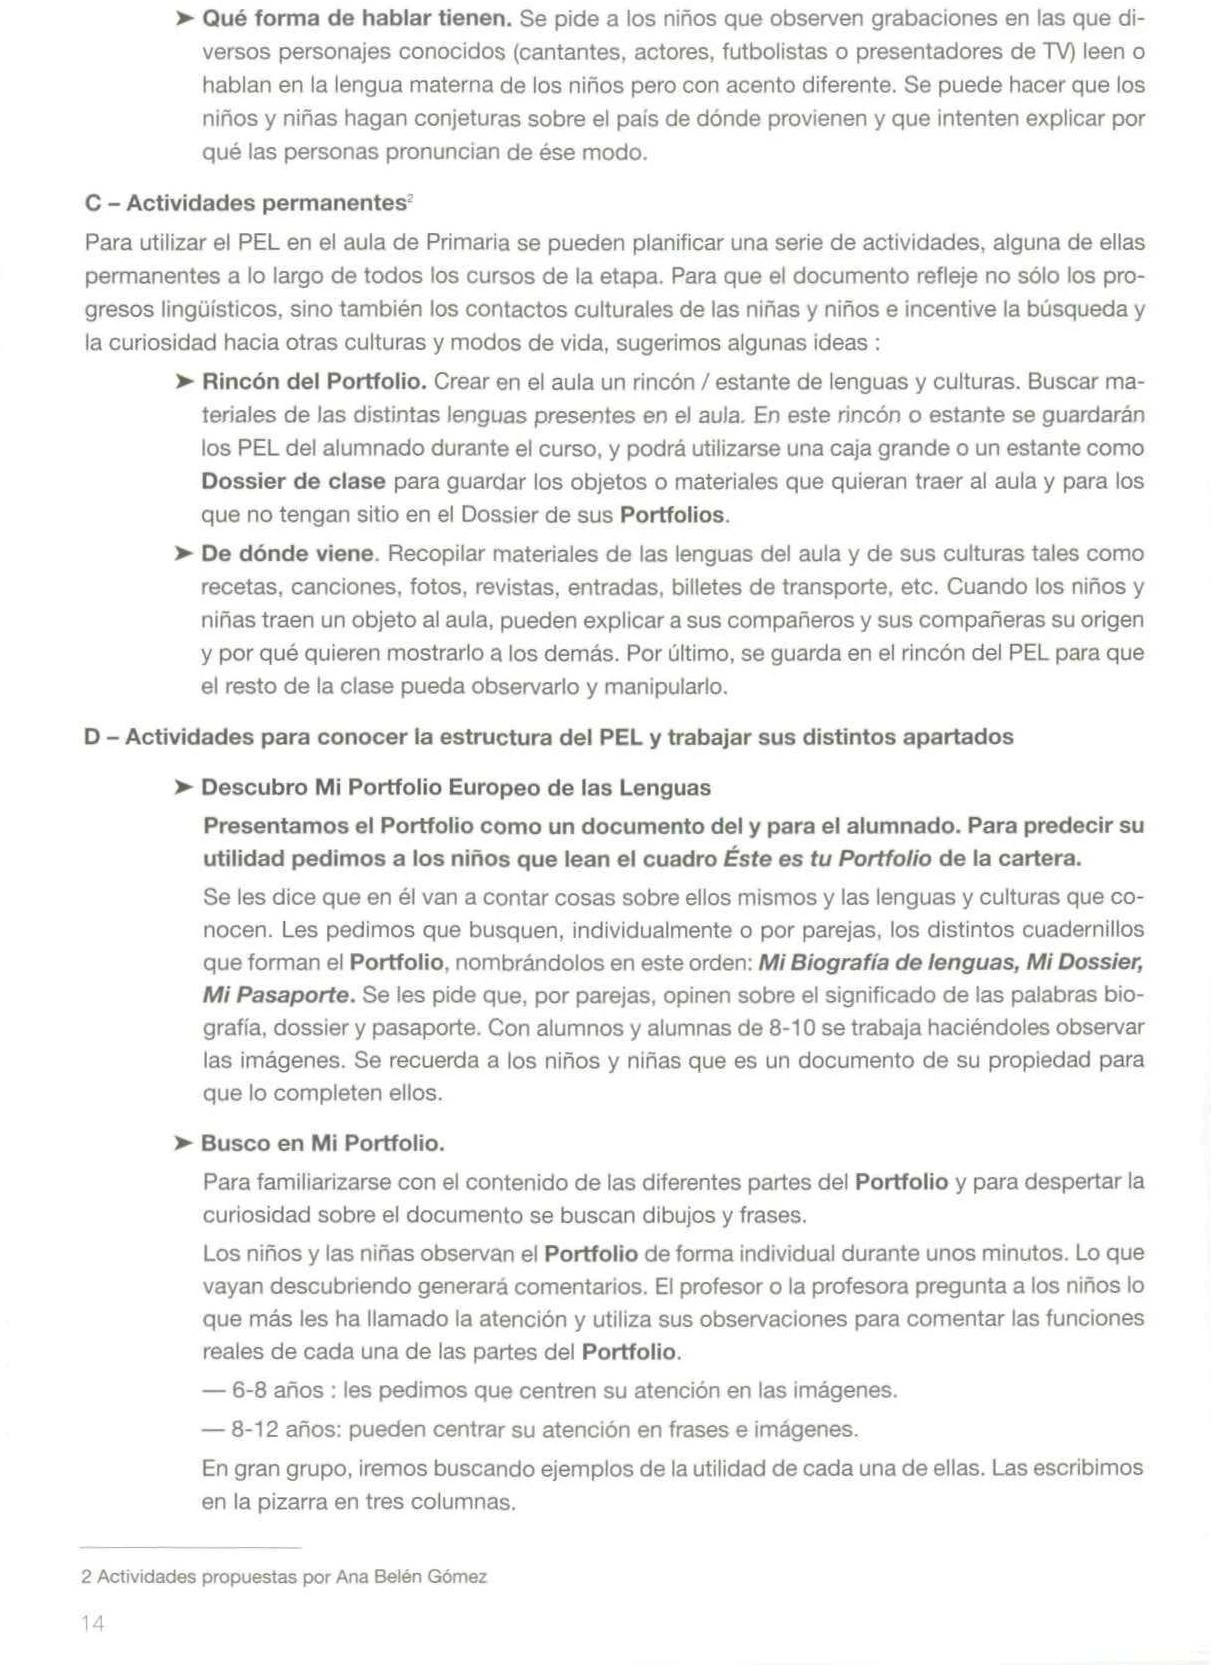 ➤ Qué forma de hablar tienen. Se pide a los niños que observen grabaciones en las que di-
versos personajes conocidos (cantantes, actores, futbolistas o presentadores de TV) leen o
hablan en la lengua materna de los niños pero con acento diferente. Se puede hacer que los
niños y niñas hagan conjeturas sobre el país de dónde provienen y que intenten explicar por
qué las personas pronuncian de ése modo.
C – Actividades permanentes²
Para utilizar el PEL en el aula de Primaria se pueden planificar una serie de actividades, alguna de ellas
permanentes a lo largo de todos los cursos de la etapa. Para que el documento refleje no sólo los pro-
gresos lingüísticos, sino también los contactos culturales de las niñas y niños e incentive la búsqueda y
la curiosidad hacia otras culturas y modos de vida, sugerimos algunas ideas :
➤ Rincón del Portfolio. Crear en el aula un rincón / estante de lenguas y culturas. Buscar ma-
teriales de las distintas lenguas presentes en el aula. En este rincón o estante se guardarán
los PEL del alumnado durante el curso, y podrá utilizarse una caja grande o un estante como
Dossier de clase para guardar los objetos o materiales que quieran traer al aula y para los
que no tengan sitio en el Dossier de sus Portfolios.
➤ De dónde viene. Recopilar materiales de las lenguas del aula y de sus culturas tales como
recetas, canciones, fotos, revistas, entradas, billetes de transporte, etc. Cuando los niños y
niñas traen un objeto al aula, pueden explicar a sus compañeros y sus compañeras su origen
y por qué quieren mostrarlo a los demás. Por último, se guarda en el rincón del PEL para que
el resto de la clase pueda observarlo y manipularlo.
D – Actividades para conocer la estructura del PEL y trabajar sus distintos apartados
➤ Descubro Mi Portfolio Europeo de las Lenguas
Presentamos el Portfolio como un documento del y para el alumnado. Para predecir su
utilidad pedimos a los niños que lean el cuadro Éste es tu Portfolio de la cartera.
Se les dice que en él van a contar cosas sobre ellos mismos y las lenguas y culturas que co-
nocen. Les pedimos que busquen, individualmente o por parejas, los distintos cuadernillos
que forman el Portfolio, nombrándolos en este orden: Mi Biografía de lenguas, Mi Dossier,
Mi Pasaporte. Se les pide que, por parejas, opinen sobre el significado de las palabras bio-
grafía, dossier y pasaporte. Con alumnos y alumnas de 8-10 se trabaja haciéndoles observar
las imágenes. Se recuerda a los niños y niñas que es un documento de su propiedad para
que lo completen ellos.
➤ Busco en Mi Portfolio.
Para familiarizarse con el contenido de las diferentes partes del Portfolio y para despertar la
curiosidad sobre el documento se buscan dibujos y frases.
Los niños y las niñas observan el Portfolio de forma individual durante unos minutos. Lo que
vayan descubriendo generará comentarios. El profesor o la profesora pregunta a los niños lo
que más les ha llamado la atención y utiliza sus observaciones para comentar las funciones
reales de cada una de las partes del Portfolio.
— 6-8 años : les pedimos que centren su atención en las imágenes.
— 8-12 años: pueden centrar su atención en frases e imágenes.
En gran grupo, iremos buscando ejemplos de la utilidad de cada una de ellas. Las escribimos
en la pizarra en tres columnas.
2 Actividades propuestas por Ana Belén Gómez
14